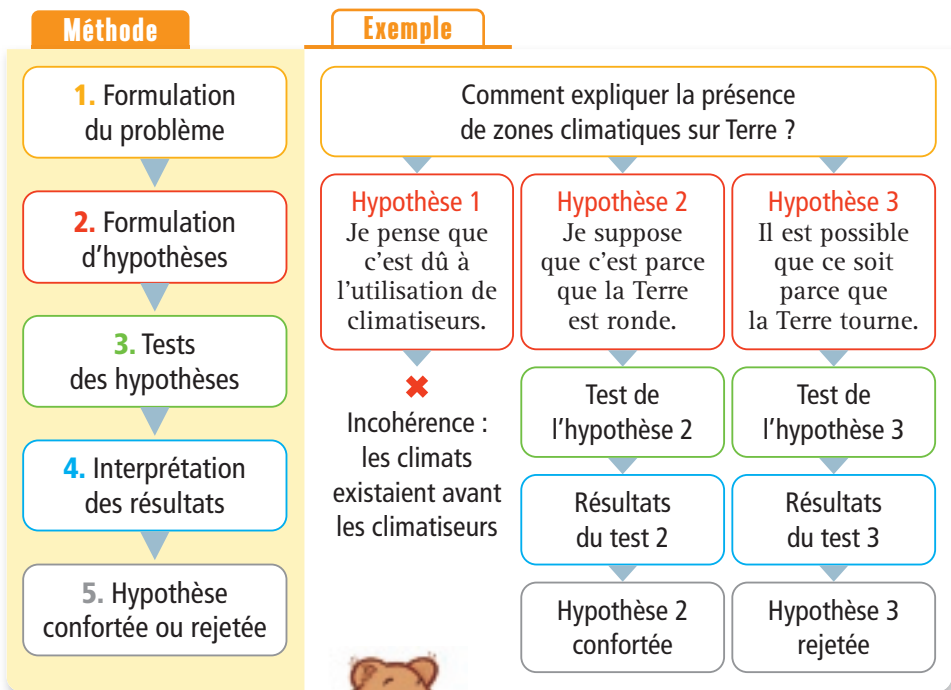 Méthode
1. Formulation
du problème
2. Formulation
d'hypothèses
3. Tests
des hypothèses
4. Interprétation
des résultats
5. Hypothèse
confortée ou rejetée
Exemple
Comment expliquer la présence
de zones climatiques sur Terre ?
Hypothèse 1
Je pense que
c'est dû à
l'utilisation de
climatiseurs.
Incohérence :
les climats
existaient avant
les climatiseurs
Hypothèse 2
Je suppose
que c'est parce
que la Terre
est ronde.
Test de
l'hypothèse 2
Résultats
du test 2
Hypothèse 2
confortée
Hypothèse 3
Il est possible
que ce soit
parce que
la Terre tourne.
Test de
l'hypothèse 3
Résultats
du test 3
Hypothèse 3
rejetée